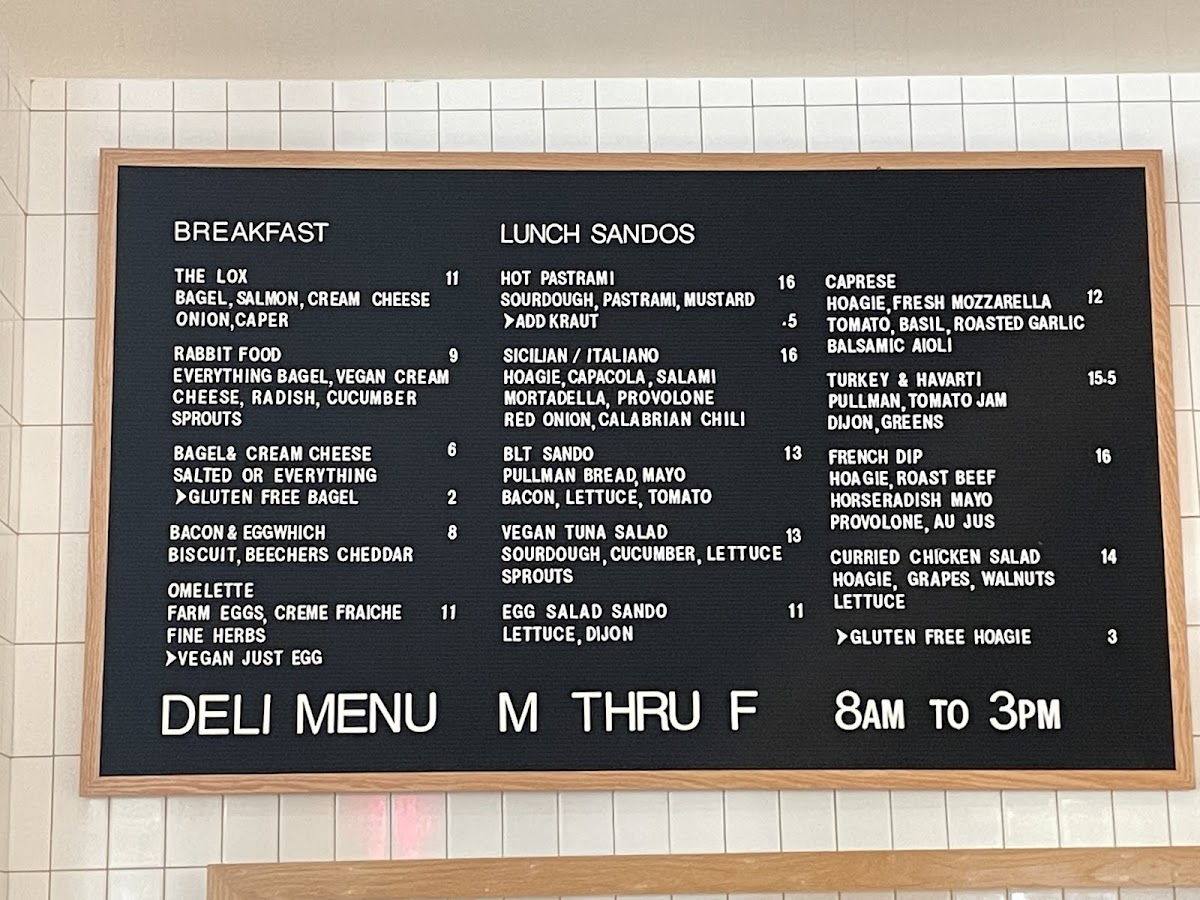 BREAKFAST
THE LOX 11
BAGEL, SALMON, CREAM CHEESE
ONION, CAPER
RABBIT FOOD 9
EVERYTHING BAGEL, VEGAN CREAM
CHEESE, RADISH, CUCUMBER
SPROUTS
BAGEL& CREAM CHEESE 6
SALTED OR EVERYTHING
➤GLUTEN FREE BAGEL 2
BACON & EGGWHICH 8
BISCUIT, BEECHERS CHEDDAR
OMELETTE
FARM EGGS, CREME FRAICHE 11
FINE HERBS
➤VEGAN JUST EGG
LUNCH SANDOS
HOT PASTRAMI 16
SOURDOUGH, PASTRAMI, MUSTARD
➤ADD KRAUT .5
SICILIAN / ITALIANO 16
HOAGIE, CAPACOLA, SALAMI
MORTADELLA, PROVOLONE
RED ONION, CALABRIAN CHILI
BLT SANDO 13
PULLMAN BREAD, MAYO
BACON, LETTUCE, TOMATO
VEGAN TUNA SALAD 13
SOURDOUGH, CUCUMBER, LETTUCE
SPROUTS
EGG SALAD SANDO 11
LETTUCE, DIJON
CAPRESE
HOAGIE, FRESH MOZZARELLA 12
TOMATO, BASIL, ROASTED GARLIC
BALSAMIC AIOLI
TURKEY & HAVARTI 15.5
PULLMAN, TOMATO JAM
DIJON, GREENS
FRENCH DIP 16
HOAGIE, ROAST BEEF
HORSERADISH MAYO
PROVOLONE, AU JUS
CURRIED CHICKEN SALAD 14
HOAGIE, GRAPES, WALNUTS
LETTUCE
➤GLUTEN FREE HOAGIE 3
DELI MENU M THRU F 8AM TO 3PM